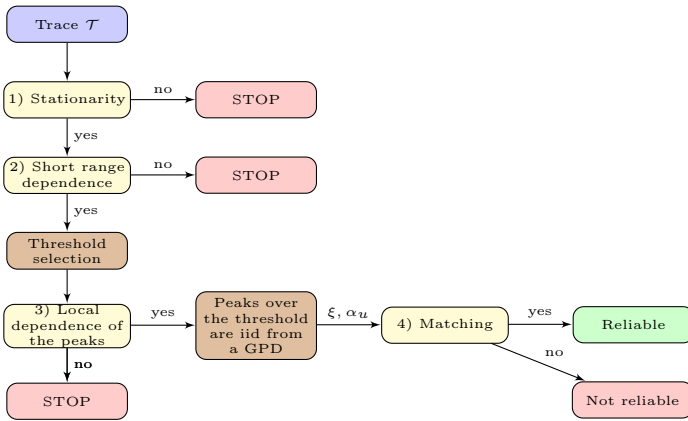 Trace 𝒯
1) Stationarity
no
STOP
yes
2) Short range
dependence
no
STOP
yes
Threshold
selection
3) Local
dependence of
the peaks
yes
Peaks over
the threshold
are iid from
a GPD
ξ, αᵤ
4) Matching
yes
Reliable
no
Not reliable
no
STOP